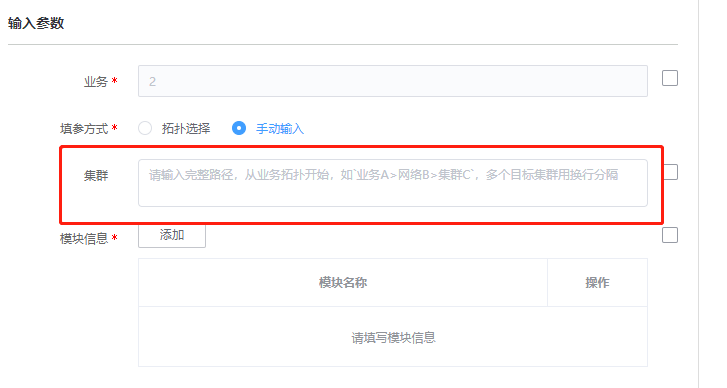 输入参数
业务 *
2
填参方式 *
拓扑选择
手动输入
集群
请输入完整路径，从业务拓扑开始，如`业务A>网络B>集群C`，多个目标集群用换行分隔
模块信息 *
添加
模块名称
操作
请填写模块信息